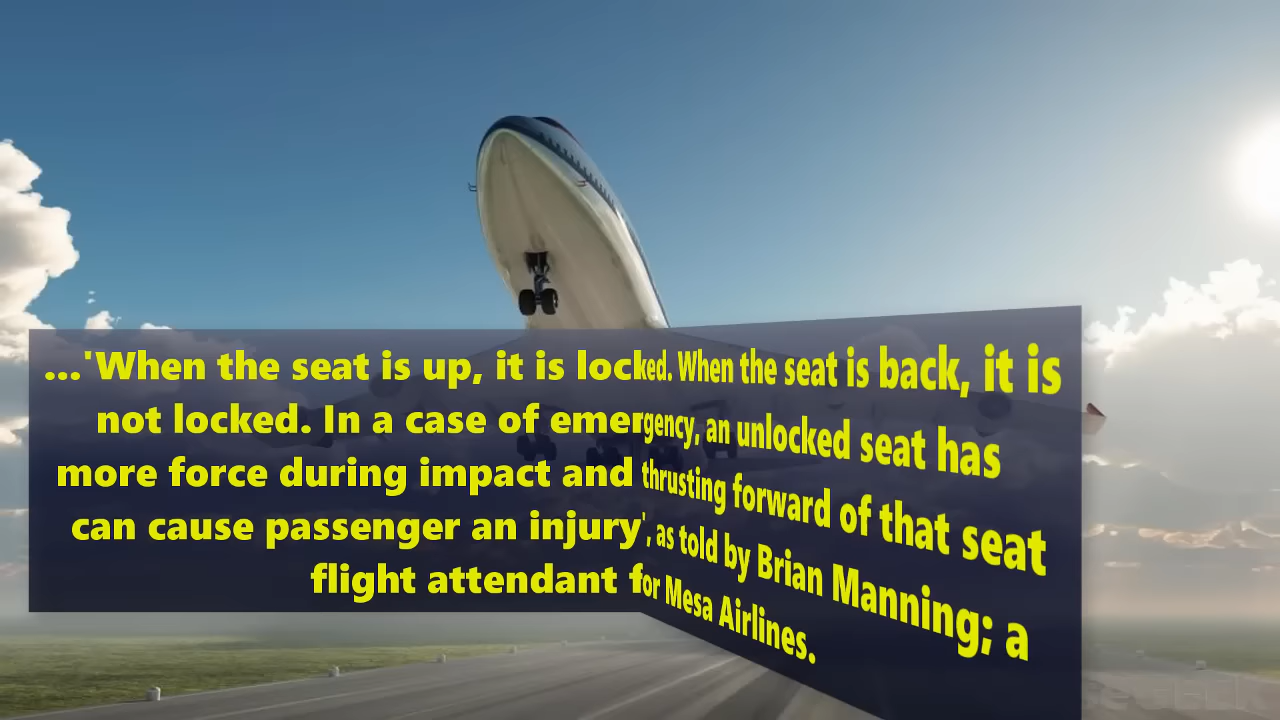 ...'When the seat is up, it is locked. When the seat is back, it is
not locked. In a case of emergency, an unlocked seat has
more force during impact and thrusting forward of that seat
can cause passenger an injury', as told by Brian Manning; a
flight attendant for Mesa Airlines.